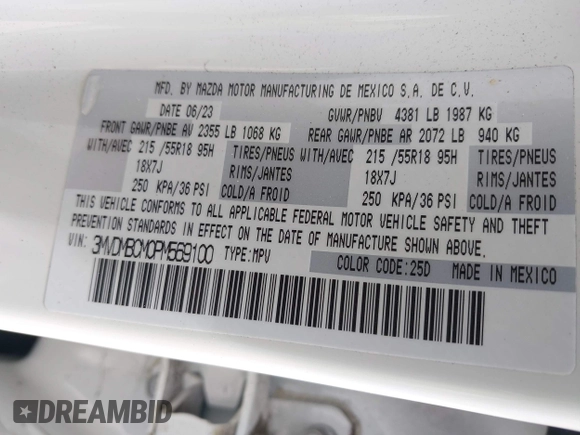 MFD. BY MAZDA MOTOR MANUFACTURING DE MEXICO S.A. DE C.V.
DATE 06/23 GVWR/PNBV 4381 LB 1987 KG
FRONT GAWR/PNBE AV 2355 LB 1068 KG REAR GAWR/PNBE AR 2072 LB 940 KG
WITH/AVEC 215 /55R18 95H TIRES/PNEUS WITH/AVEC 215 /55R18 95H TIRES/PNEUS
18X7J RIMS/JANTES 18X7J RIMS/JANTES
250 KPA/36 PSI COLD/A FROID 250 KPA/36 PSI COLD/A FROID
THIS VEHICLE CONFORMS TO ALL APPLICABLE FEDERAL MOTOR VEHICLE SAFETY AND THEFT
PREVENTION STANDARDS IN EFFECT ON THE DATE OF MANUFACTURE SHOWN ABOVE.
VIN: 3MVDMBCM0PM569100 TYPE: MPV
COLOR CODE: 25D MADE IN MEXICO
DREAMBID